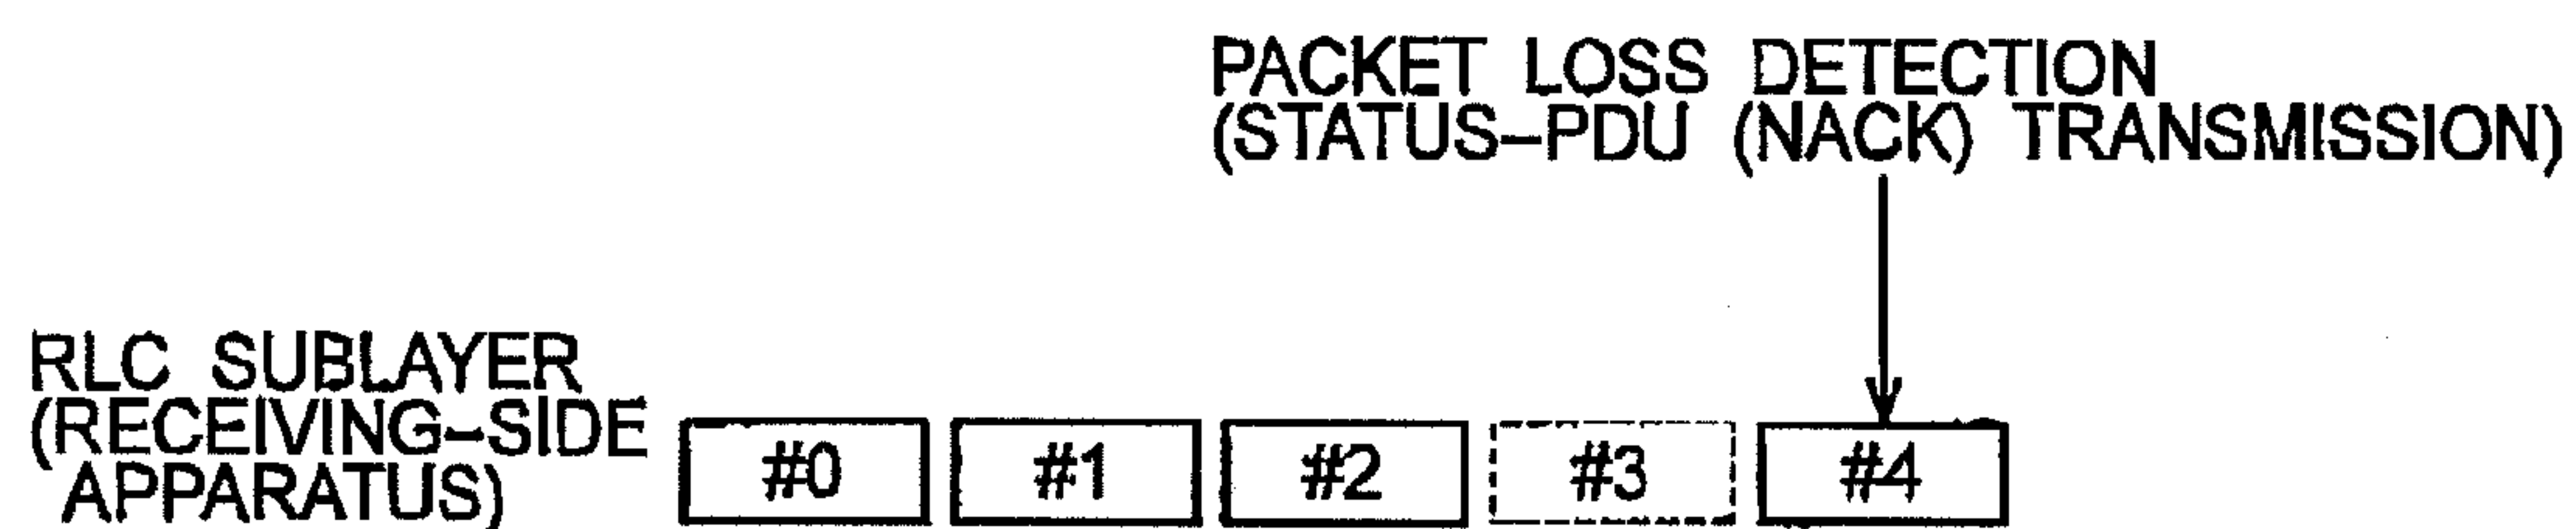 PACKET LOSS DETECTION
(STATUS-PDU (NACK) TRANSMISSION)
RLC SUBLAYER
(RECEIVING-SIDE
APPARATUS)
#0 #1 #2 #3 #4